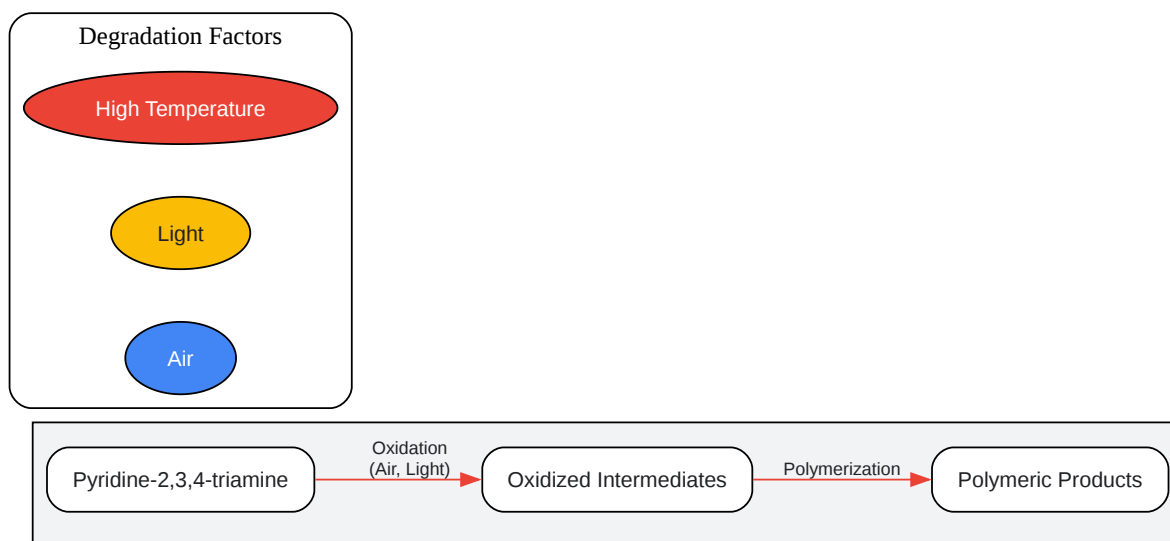 Degradation Factors
High Temperature
Light
Air
Pyridine-2,3,4-triamine
Oxidation
(Air, Light)
Oxidized Intermediates
Polymerization
Polymeric Products